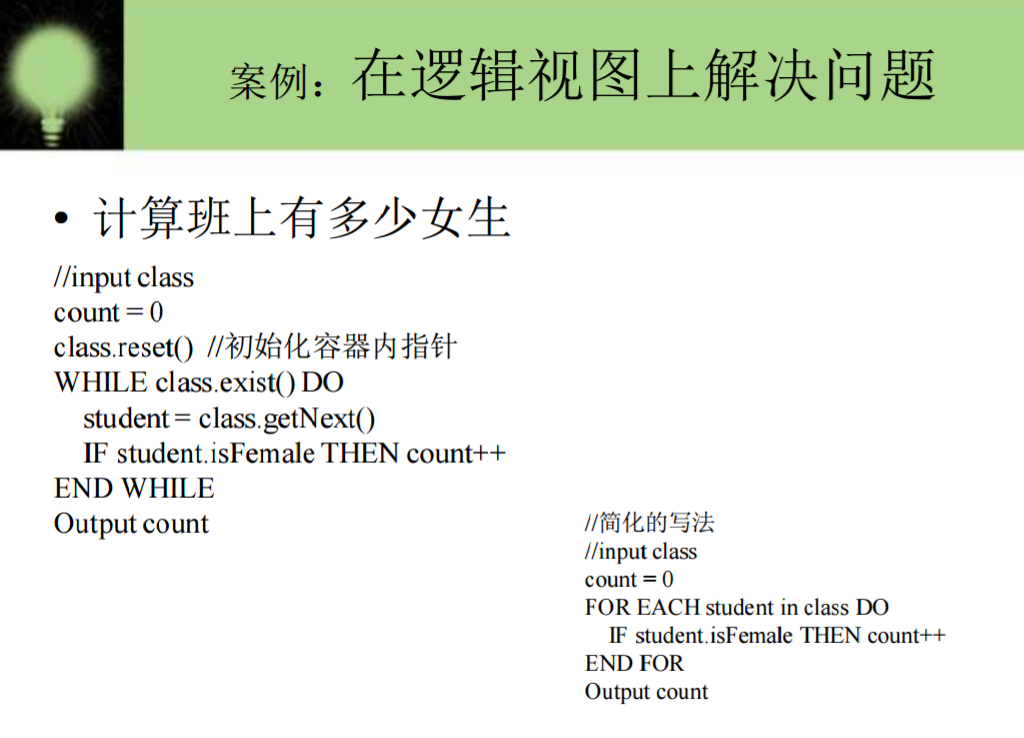 案例：在逻辑视图上解决问题
• 计算班上有多少女生
//input class
count = 0
class.reset() //初始化容器内指针
WHILE class.exist() DO
student = class.getNext()
IF student.isFemale THEN count++
END WHILE
Output count
//简化的写法
//input class
count = 0
FOR EACH student in class DO
IF student.isFemale THEN count++
END FOR
Output count